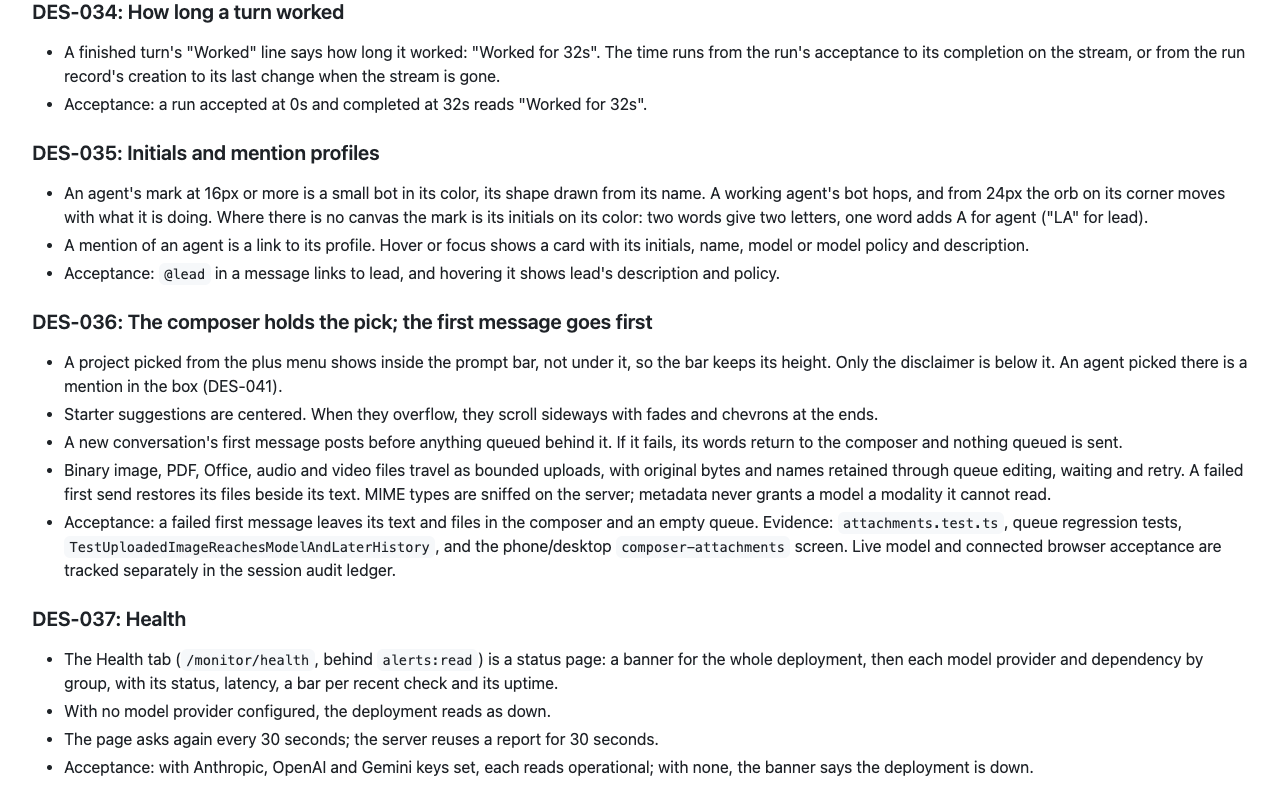 DES-034: How long a turn worked
• A finished turn's "Worked" line says how long it worked: "Worked for 32s". The time runs from the run's acceptance to its completion on the stream, or from the run
record's creation to its last change when the stream is gone.
• Acceptance: a run accepted at 0s and completed at 32s reads "Worked for 32s".
DES-035: Initials and mention profiles
• An agent's mark at 16px or more is a small bot in its color, its shape drawn from its name. A working agent's bot hops, and from 24px the orb on its corner moves
with what it is doing. Where there is no canvas the mark is its initials on its color: two words give two letters, one word adds A for agent ("LA" for lead).
• A mention of an agent is a link to its profile. Hover or focus shows a card with its initials, name, model or model policy and description.
• Acceptance: @lead in a message links to lead, and hovering it shows lead's description and policy.
DES-036: The composer holds the pick; the first message goes first
• A project picked from the plus menu shows inside the prompt bar, not under it, so the bar keeps its height. Only the disclaimer is below it. An agent picked there is a
mention in the box (DES-041).
• Starter suggestions are centered. When they overflow, they scroll sideways with fades and chevrons at the ends.
• A new conversation's first message posts before anything queued behind it. If it fails, its words return to the composer and nothing queued is sent.
• Binary image, PDF, Office, audio and video files travel as bounded uploads, with original bytes and names retained through queue editing, waiting and retry. A failed
first send restores its files beside its text. MIME types are sniffed on the server; metadata never grants a model a modality it cannot read.
• Acceptance: a failed first message leaves its text and files in the composer and an empty queue. Evidence: attachments.test.ts , queue regression tests,
TestUploadedImageReachesModelAndLaterHistory , and the phone/desktop composer-attachments screen. Live model and connected browser acceptance are
tracked separately in the session audit ledger.
DES-037: Health
• The Health tab ( /monitor/health , behind alerts:read ) is a status page: a banner for the whole deployment, then each model provider and dependency by
group, with its status, latency, a bar per recent check and its uptime.
• With no model provider configured, the deployment reads as down.
• The page asks again every 30 seconds; the server reuses a report for 30 seconds.
• Acceptance: with Anthropic, OpenAI and Gemini keys set, each reads operational; with none, the banner says the deployment is down.